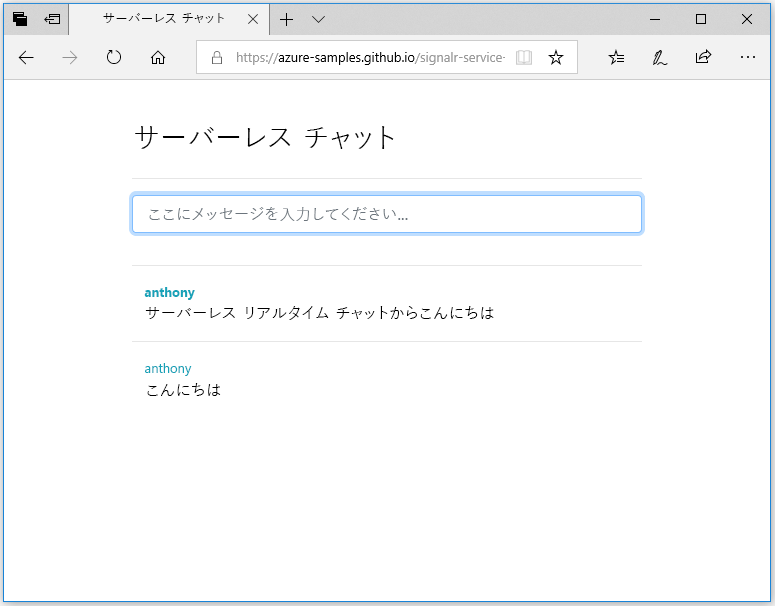 サーバーレス チャット
https://azure-samples.github.io/signalr-service-
サーバーレス チャット
ここにメッセージを入力してください...
anthony
サーバーレス リアルタイム チャットからこんにちは
anthony
こんにちは